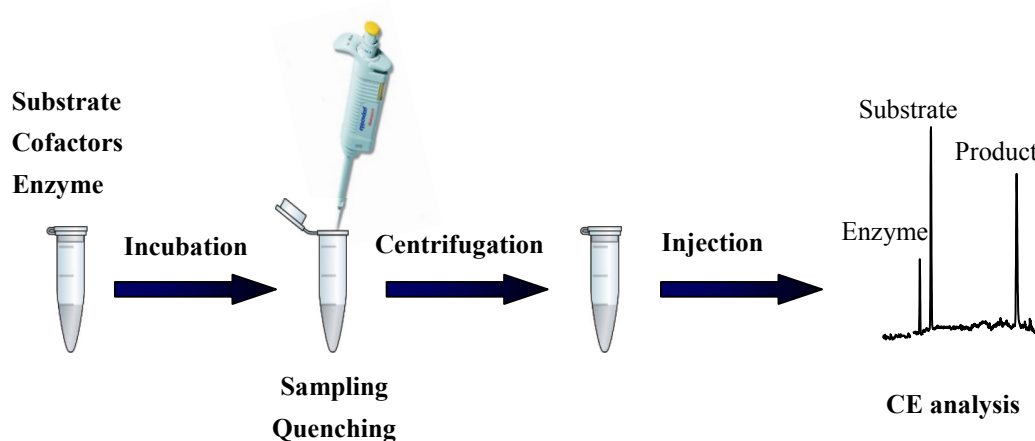 Substrate
Cofactors
Enzyme
Incubation
Sampling
Quenching
Centrifugation
Injection
Substrate
Product
Enzyme
CE analysis